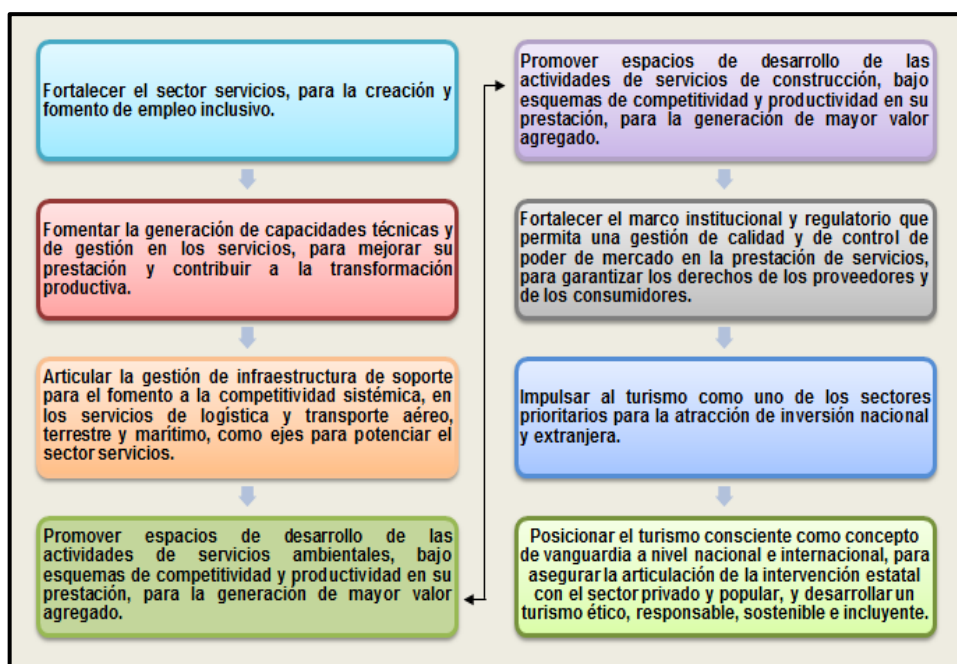 Fortalecer el sector servicios, para la creación y
fomento de empleo inclusivo.
Fomentar la generación de capacidades técnicas y
de gestión en los servicios, para mejorar su
prestación y contribuir a la transformación
productiva.
Articular la gestión de infraestructura de soporte
para el fomento a la competitividad sistémica, en
los servicios de logística y transporte aéreo,
terrestre y marítimo, como ejes para potenciar el
sector servicios.
Promover espacios de desarrollo de las
actividades de servicios ambientales, bajo
esquemas de competitividad y productividad en su
prestación, para la generación de mayor valor
agregado.
Promover espacios de desarrollo de las
actividades de servicios de construcción, bajo
esquemas de competitividad y productividad en su
prestación, para la generación de mayor valor
agregado.
Fortalecer el marco institucional y regulatorio que
permita una gestión de calidad y de control de
poder de mercado en la prestación de servicios,
para garantizar los derechos de los proveedores y
de los consumidores.
Impulsar al turismo como uno de los sectores
prioritarios para la atracción de inversión nacional
y extranjera.
Posicionar el turismo consciente como concepto
de vanguardia a nivel nacional e internacional, para
asegurar la articulación de la intervención estatal
con el sector privado y popular, y desarrollar un
turismo ético, responsable, sostenible e incluyente.